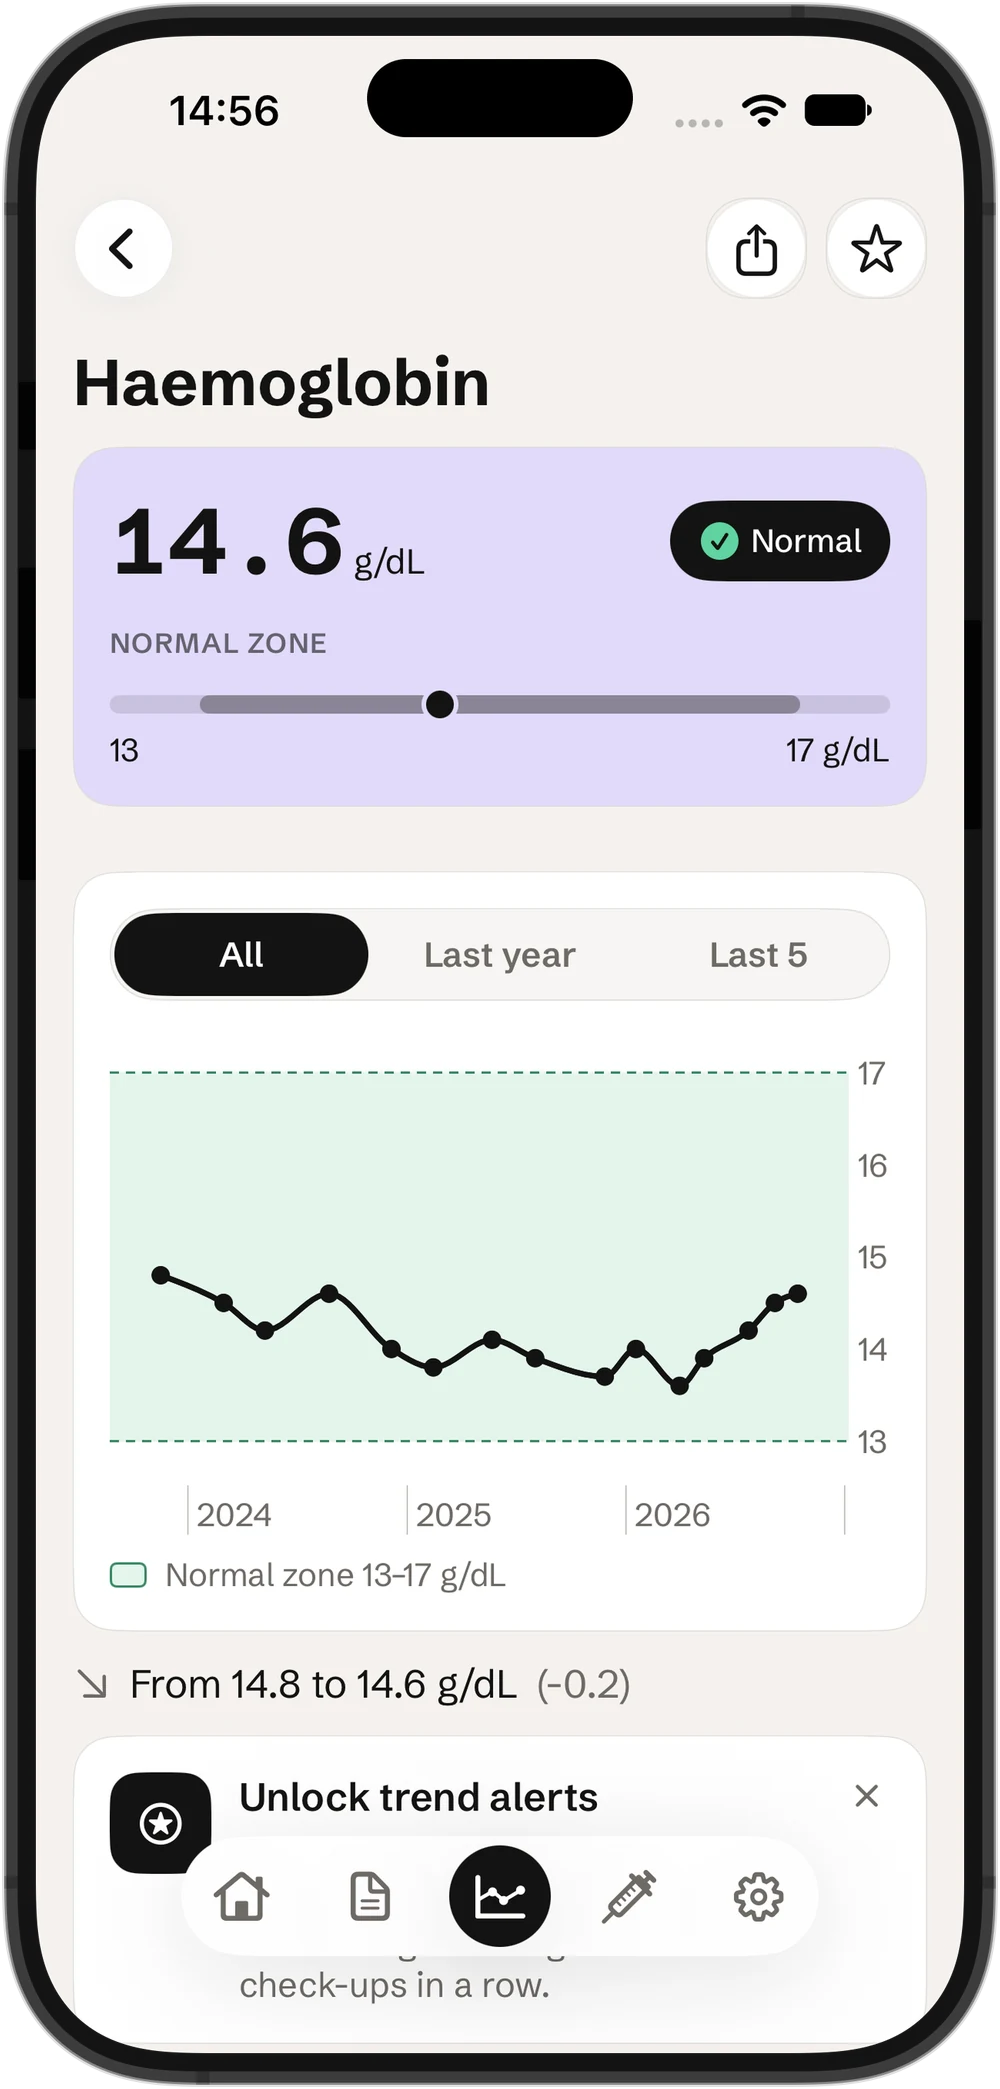 14:56
Haemoglobin
14.6 g/dL
Normal
NORMAL ZONE
13 17 g/dL
All Last year Last 5
17
16
15
14
13
2024 2025 2026
Normal zone 13–17 g/dL
From 14.8 to 14.6 g/dL (-0.2)
Unlock trend alerts
check-ups in a row.